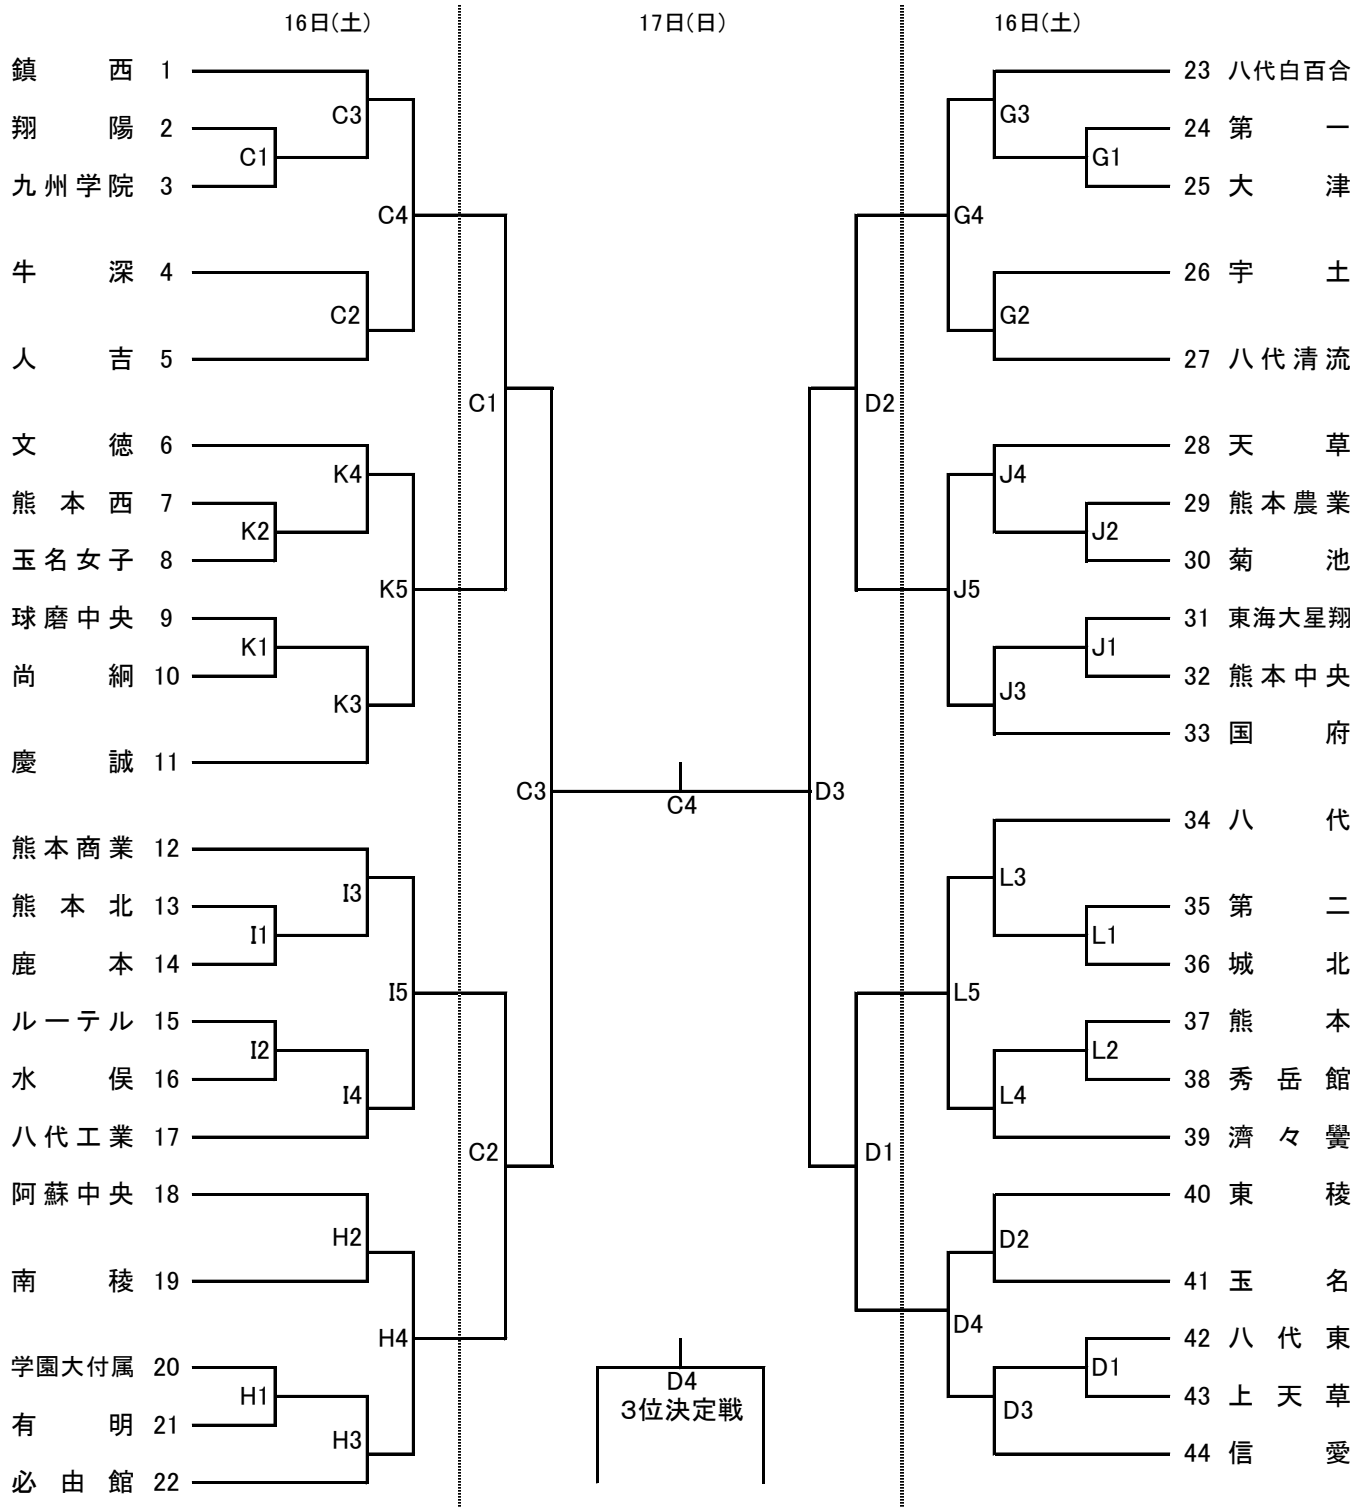 16日(土) 17日(日) 16日(土)
鎮西 1
翔陽 2
九州学院 3
牛深 4
人吉 5
文徳 6
熊本西 7
玉名女子 8
球磨中央 9
尚絅 10
慶誠 11
熊本商業 12
熊本北 13
鹿本 14
ルーテル 15
水俣 16
八代工業 17
阿蘇中央 18
南稜 19
学園大付属 20
有明 21
必由館 22
C3
C1
C4
C2
K4
K2
K5
K1
K3
I3
I1
I5
I2
I4
H2
H4
H1
H3
C1
C2
C3
C4
D4
3位決定戦
D3
D2
D1
G3
G1
G4
G2
J4
J2
J5
J1
J3
L3
L1
L5
L2
L4
D2
D4
D1
D3
23 八代白百合
24 第一
25 大津
26 宇土
27 八代清流
28 天草
29 熊本農業
30 菊池
31 東海大星翔
32 熊本中央
33 国府
34 八代
35 第二
36 城北
37 熊本
38 秀岳館
39 濟々黌
40 東稜
41 玉名
42 八代東
43 上天草
44 信愛